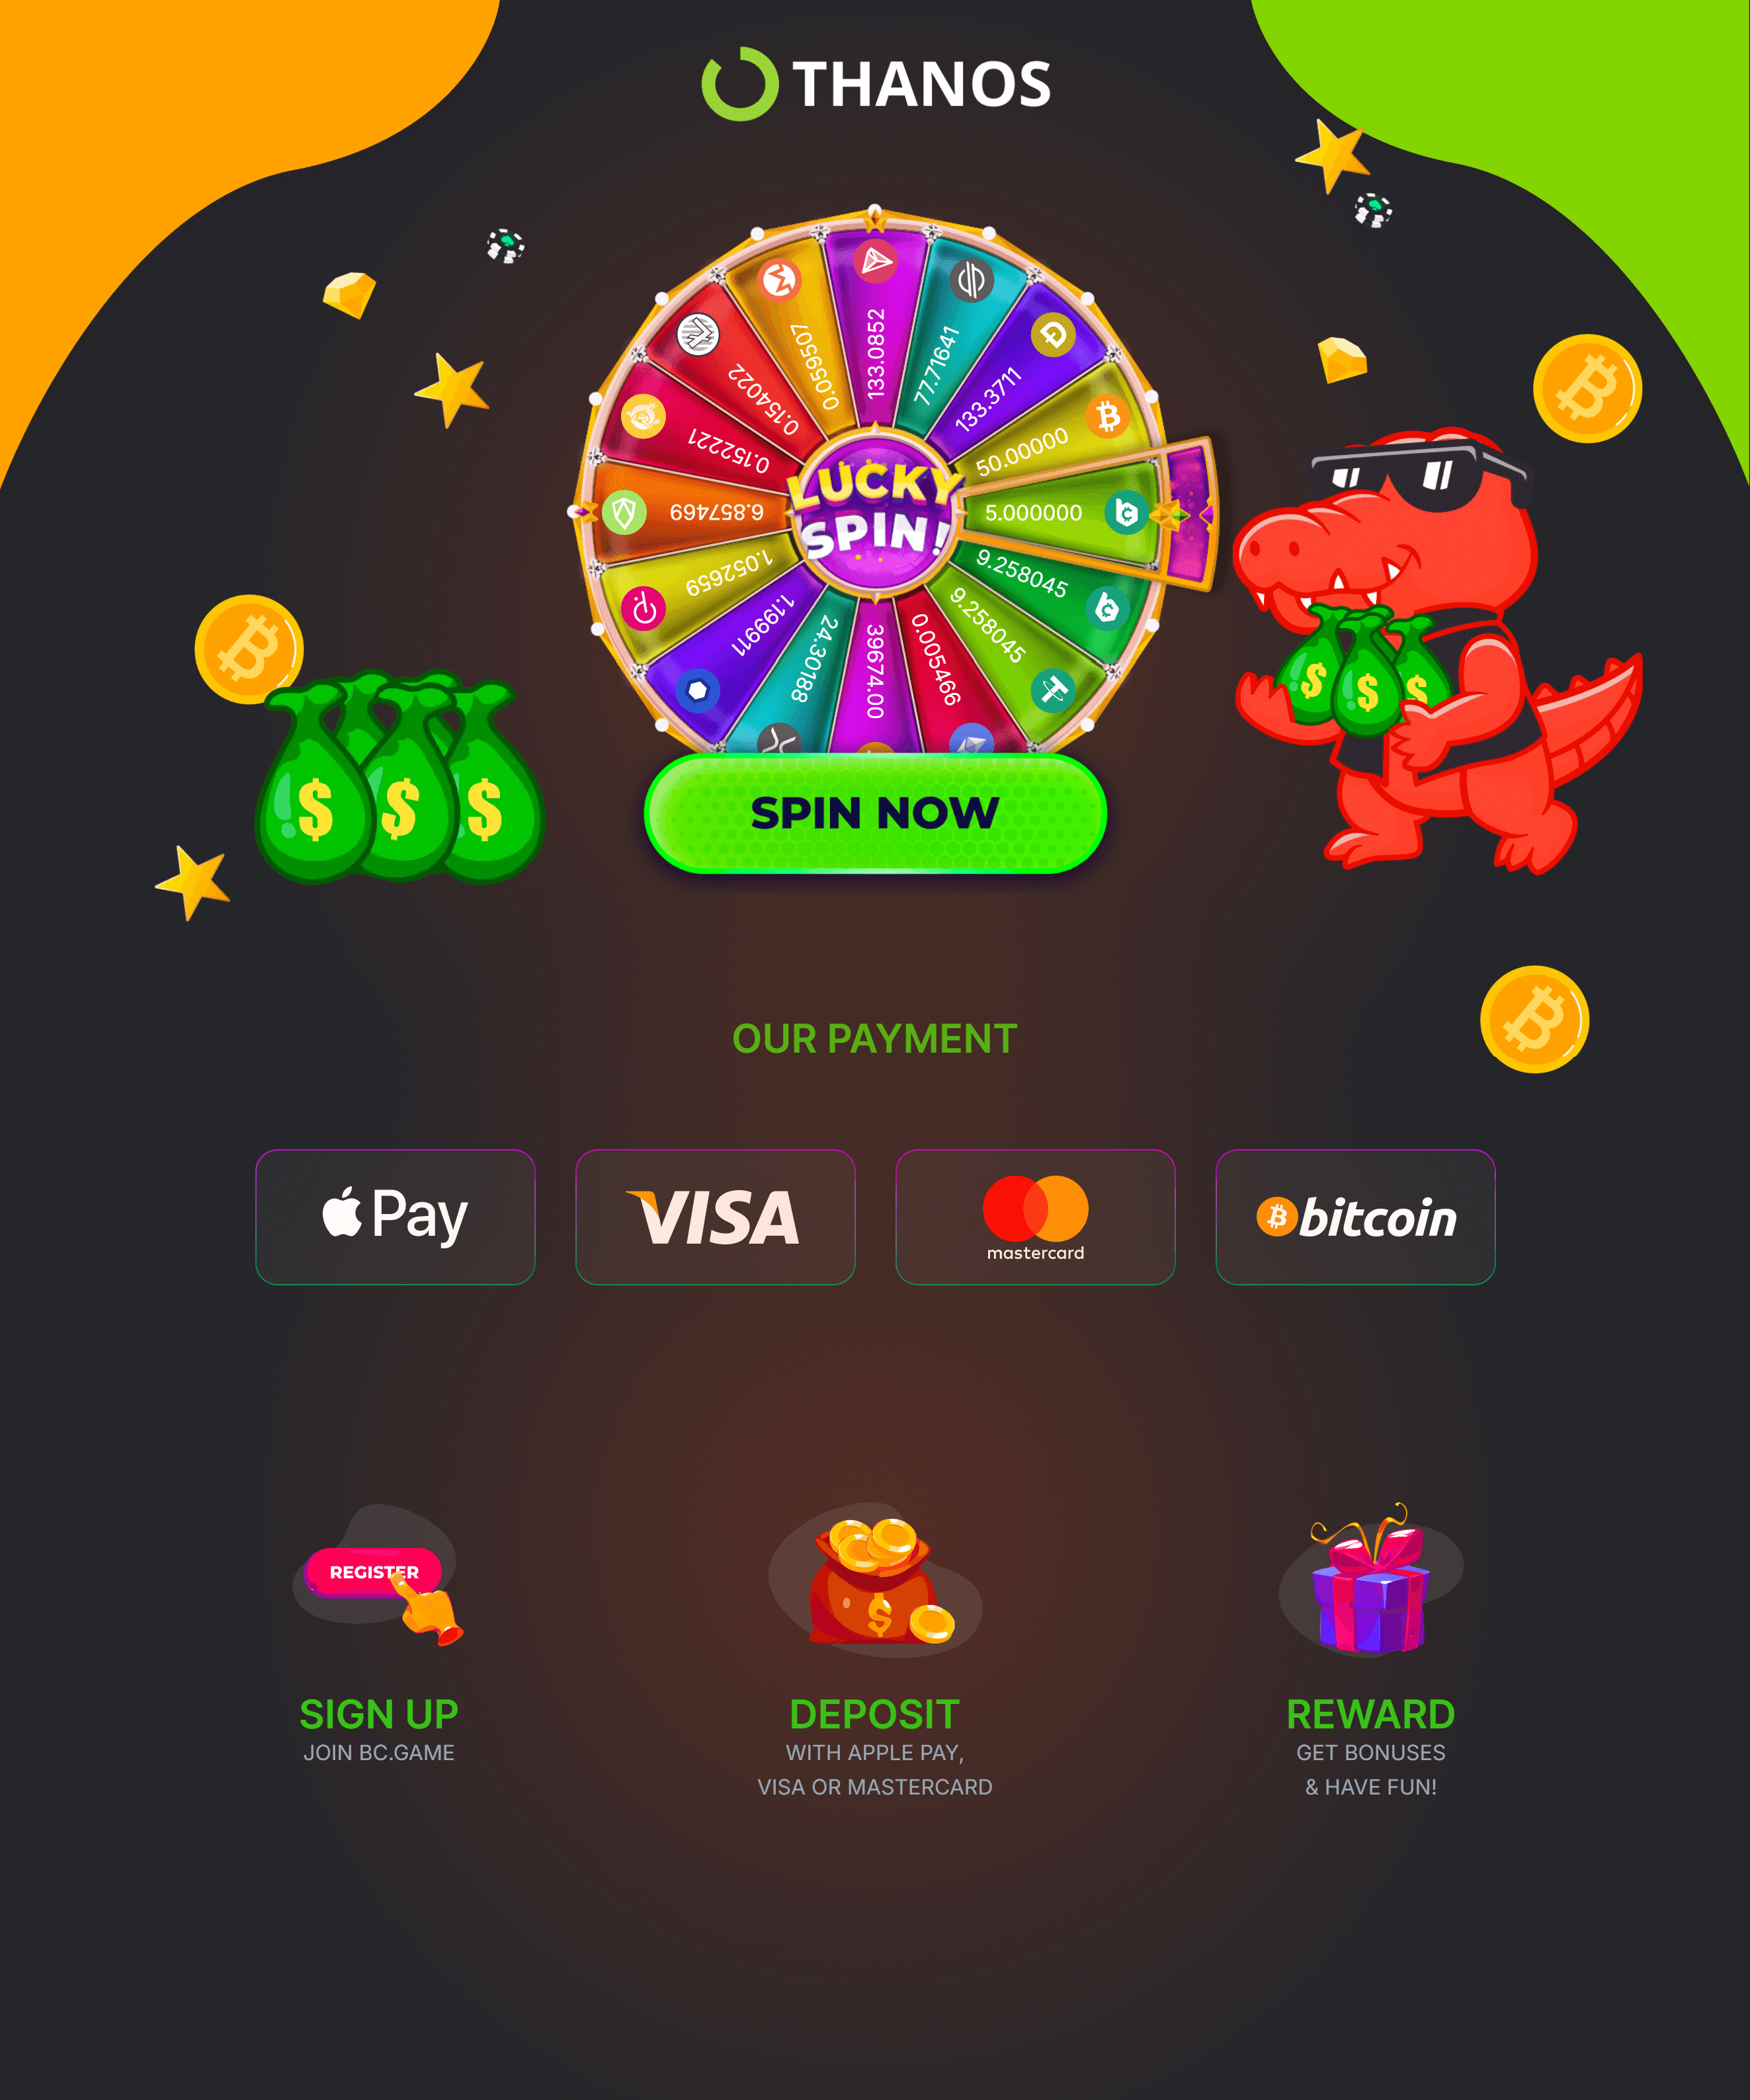 THANOS
133.0852
77.71641
133.3711
50.00000
5.000000
9.258045
9.258045
0.005466
39674.00
24.30188
1.199911
1.052659
6.857469
0.152221
0.154022
0.059507
LUCKY
SPIN!
$ $ $
$ $ $
SPIN NOW
OUR PAYMENT
Pay
VISA
mastercard
bitcoin
REGISTER
$
SIGN UP
JOIN BC.GAME
DEPOSIT
WITH APPLE PAY,
VISA OR MASTERCARD
REWARD
GET BONUSES
& HAVE FUN!